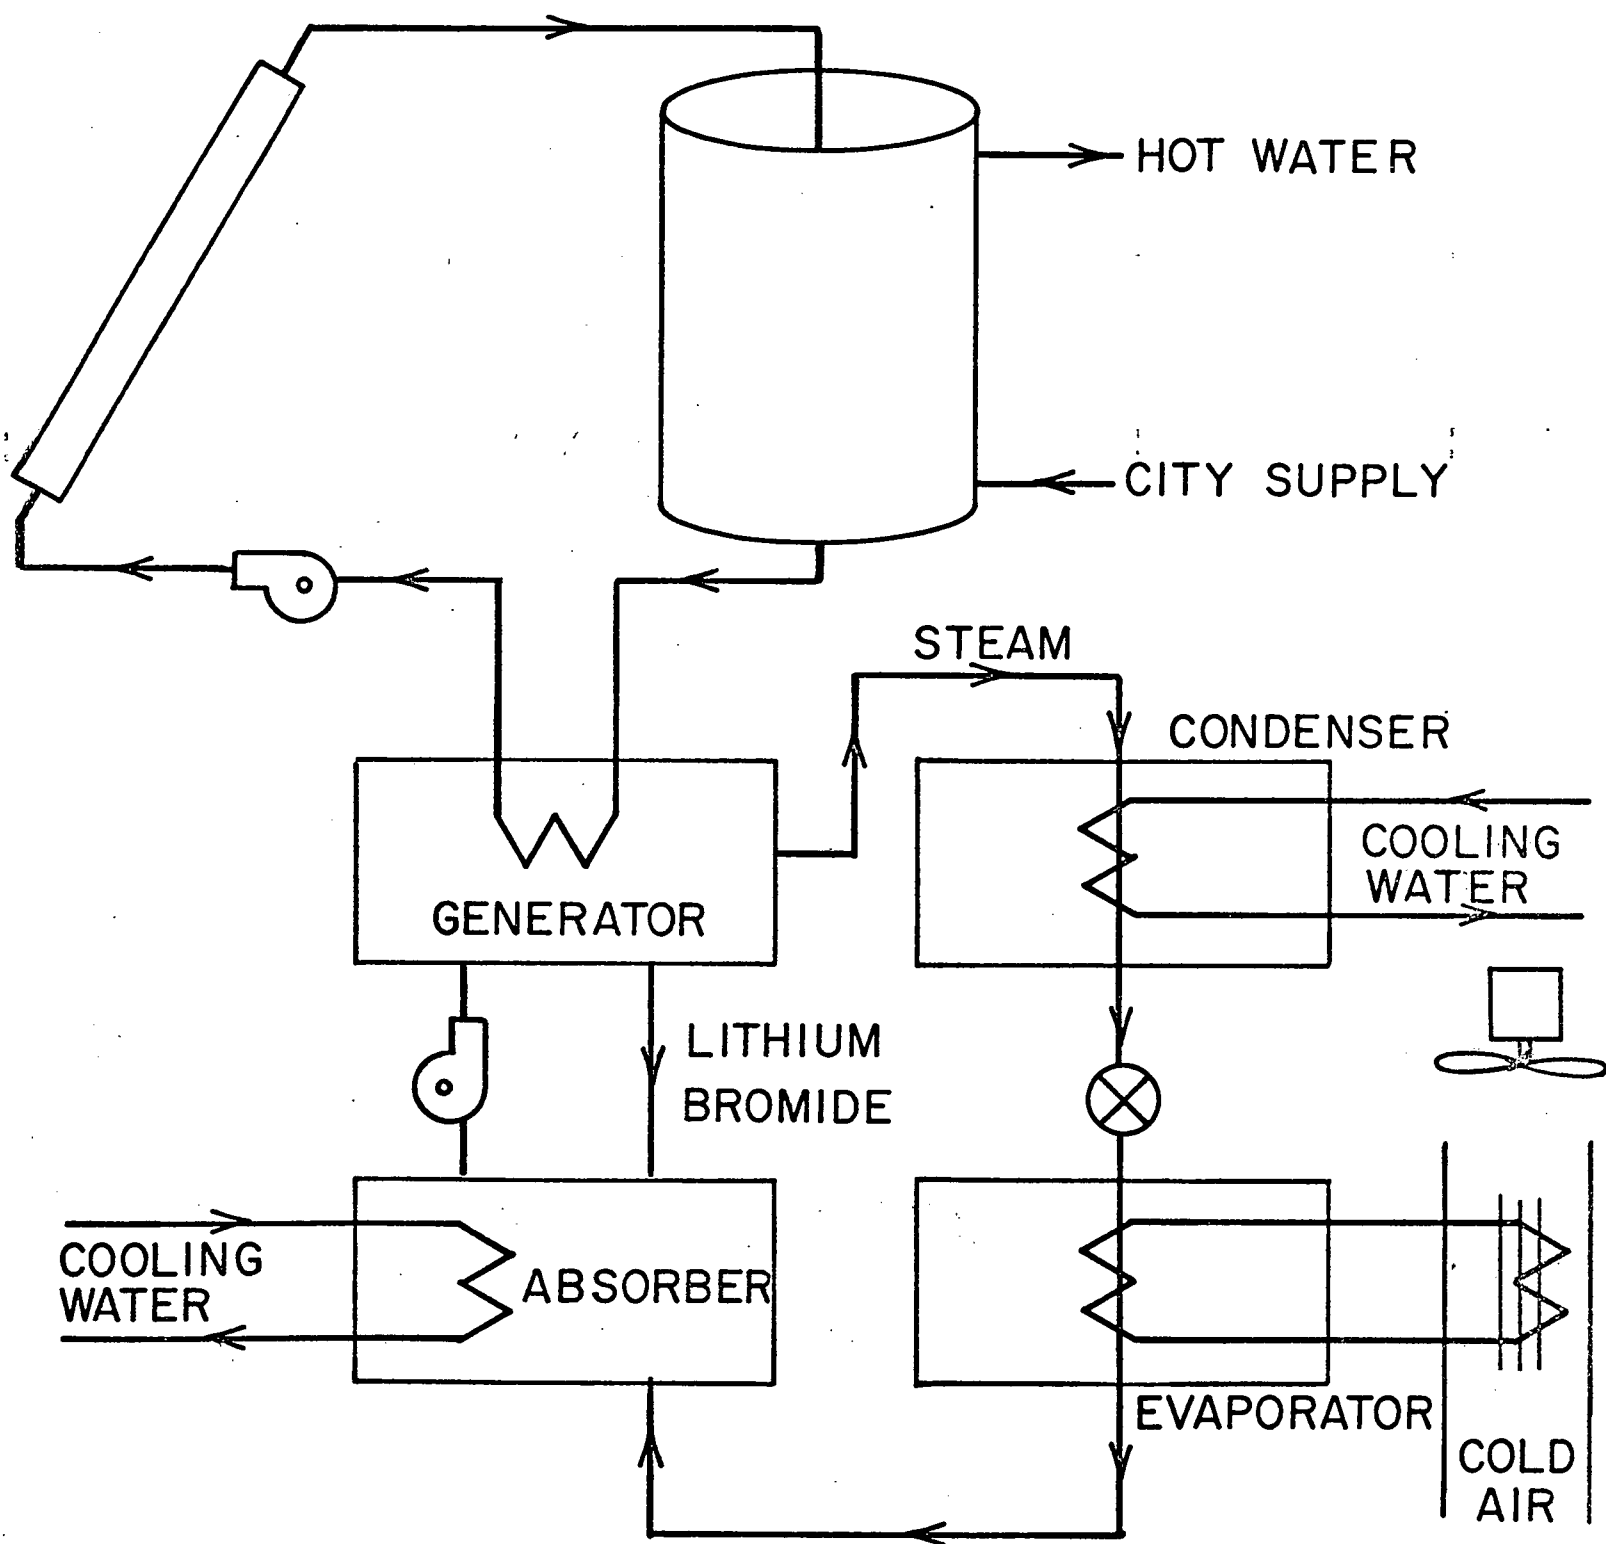 HOT WATER
CITY SUPPLY
STEAM
CONDENSER
COOLING
WATER
GENERATOR
LITHIUM
BROMIDE
COOLING
WATER
ABSORBER
EVAPORATOR
COLD
AIR